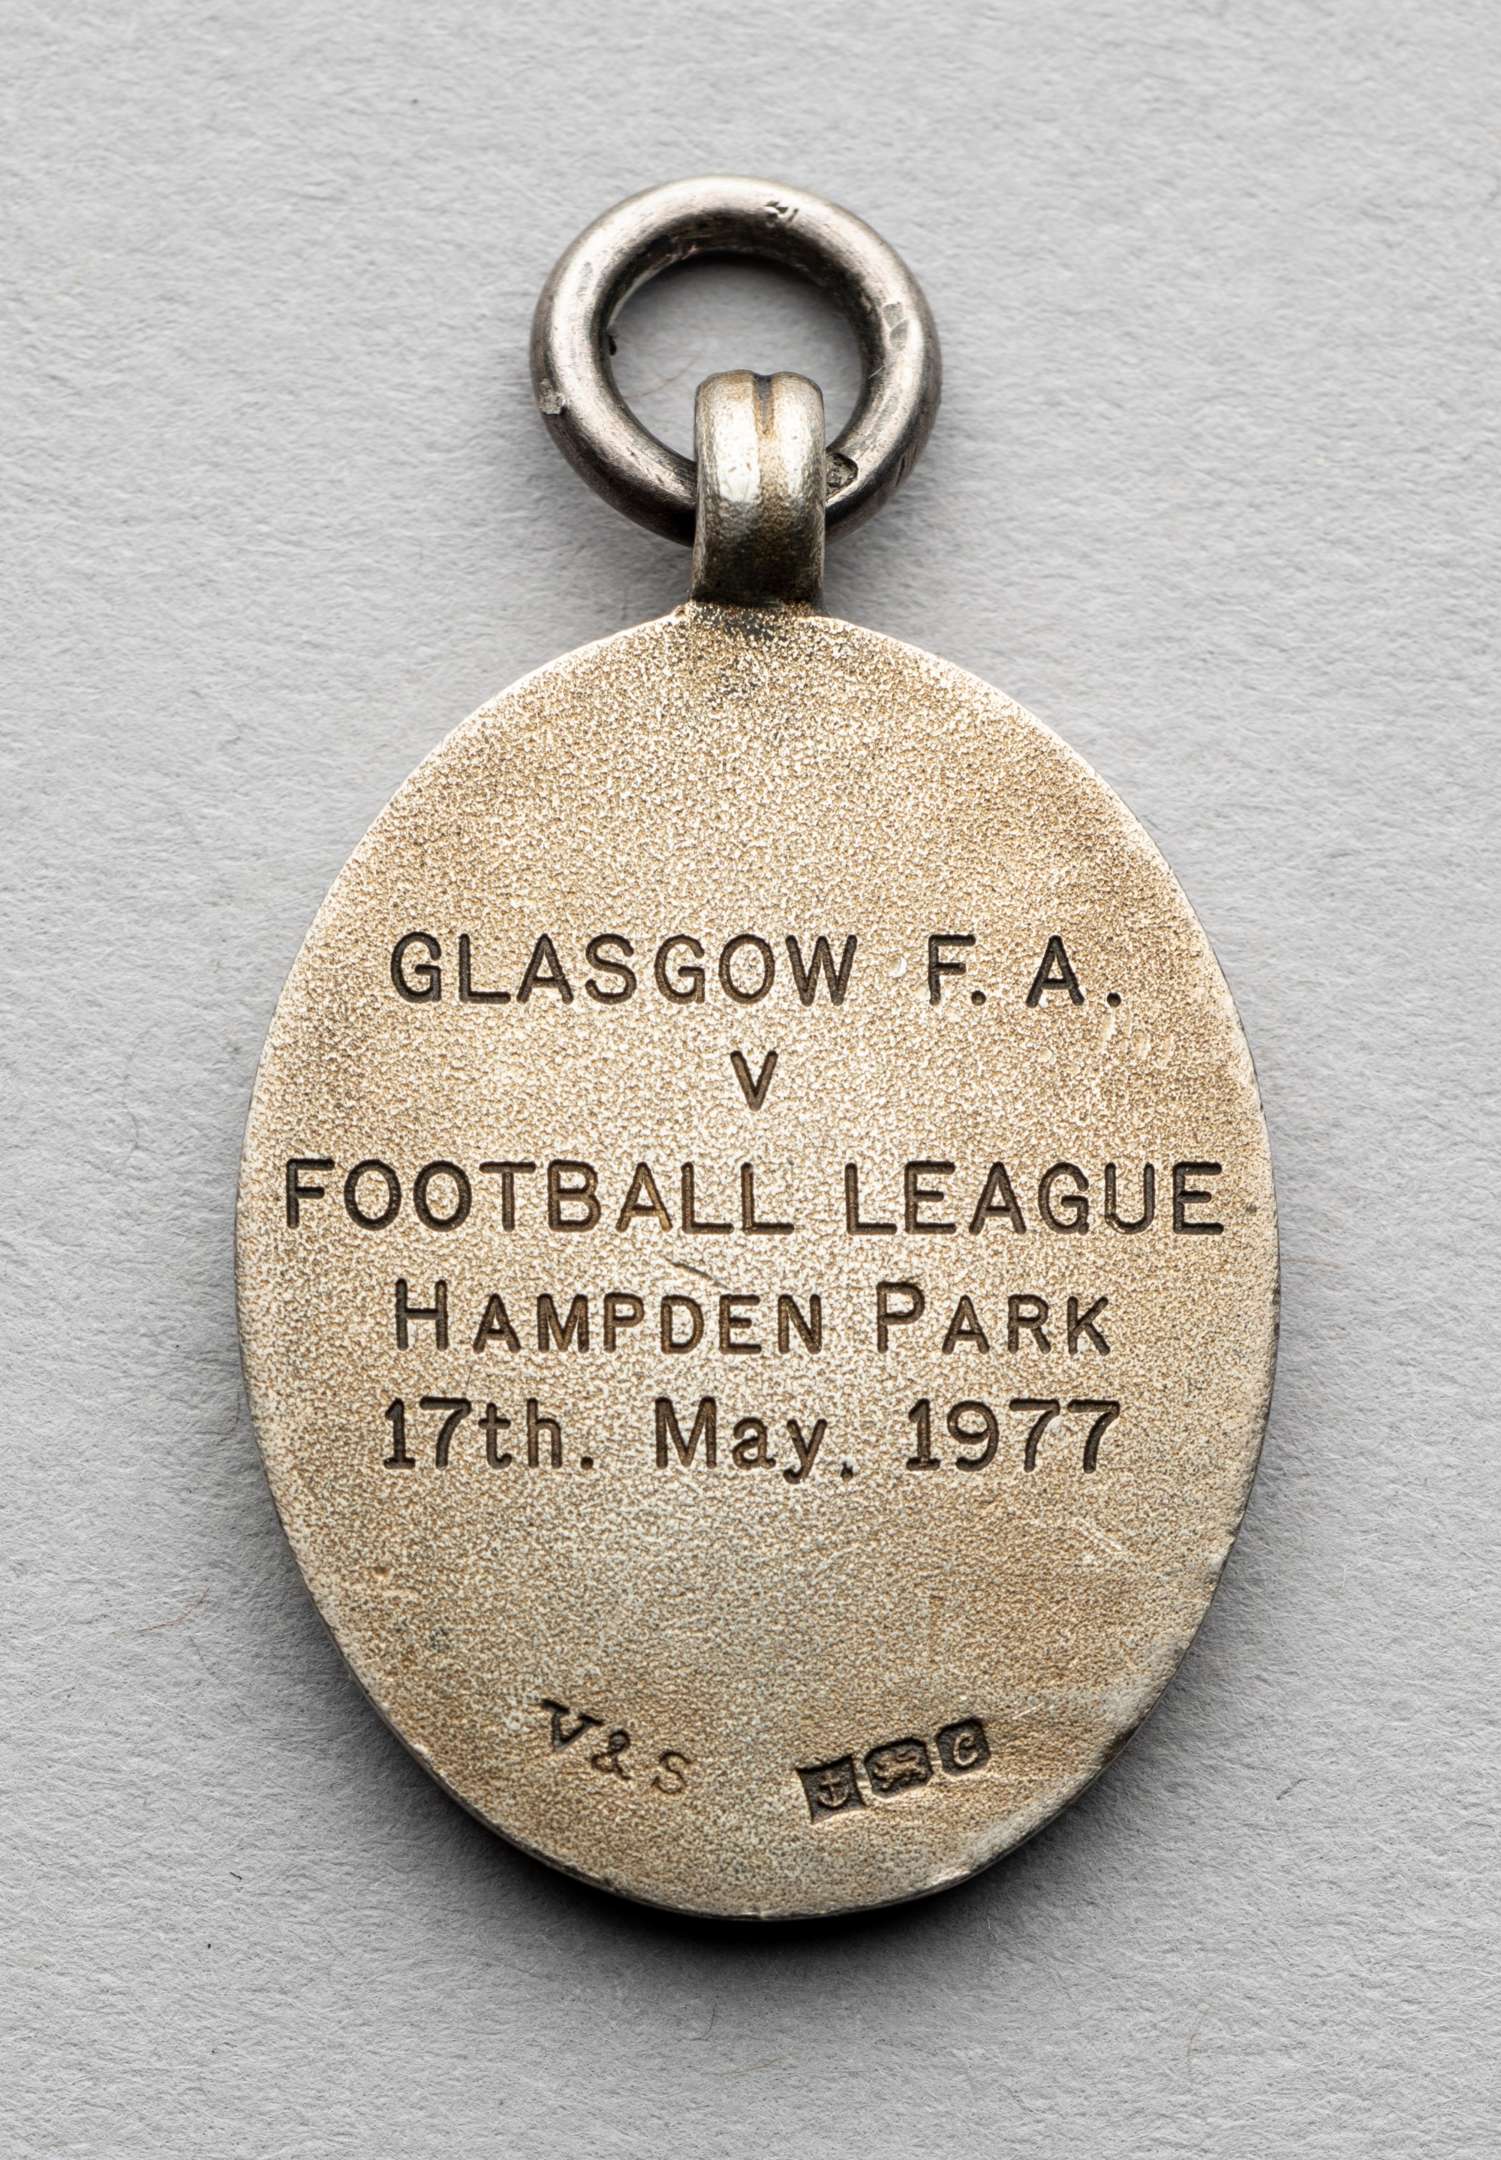 GLASGOW F. A.
V
FOOTBALL LEAGUE
HAMPDEN PARK
17th. May, 1977
V&S C